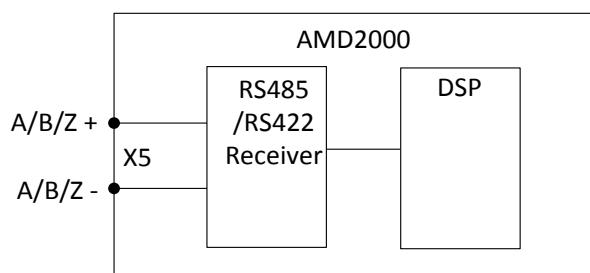 AMD2000
RS485
/RS422
Receiver
DSP
A/B/Z +
X5
A/B/Z -